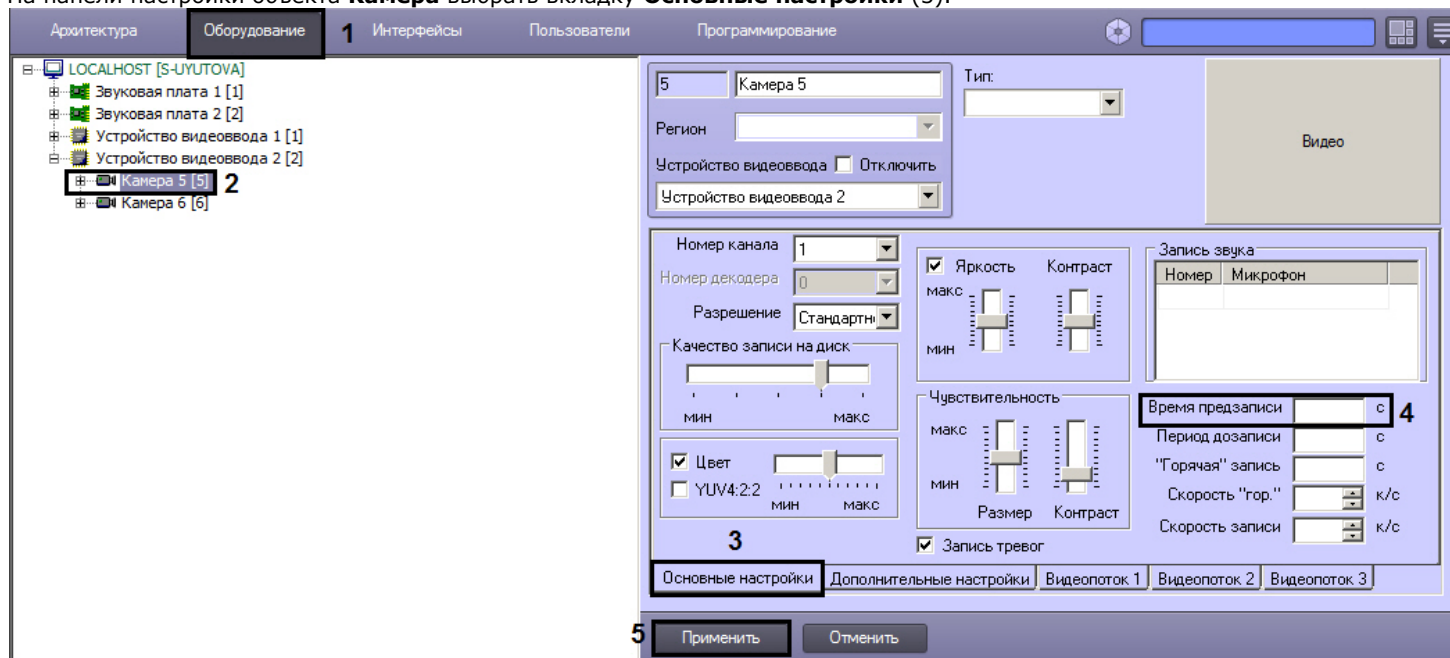 На панели настройки объекта Камера выбрать вкладку Основные настройки (3).
Архитектура Оборудование 1 Интерфейсы Пользователи Программирование
LOCALHOST [S-UYUTOVA]
Звуковая плата 1 [1]
Звуковая плата 2 [2]
Устройство видеоввода 1 [1]
Устройство видеоввода 2 [2]
Камера 5 [5] 2
Камера 6 [6]
5 Камера 5
Тип:
Регион
Устройство видеоввода Отключить
Устройство видеоввода 2
Видео
Номер канала 1
Номер декодера 0
Разрешение Стандартн
Качество записи на диск
мин макс
Цвет
YUV4:2:2
мин макс
3
Яркость Контраст
макс
мин
Чувствительность
макс
мин
Размер Контраст
Запись тревог
Запись звука
Номер Микрофон
Время предзаписи с 4
Период дозаписи с
"Горячая" запись с
Скорость "гор." к/с
Скорость записи к/с
Основные настройки Дополнительные настройки Видеопоток 1 Видеопоток 2 Видеопоток 3
5 Применить Отменить